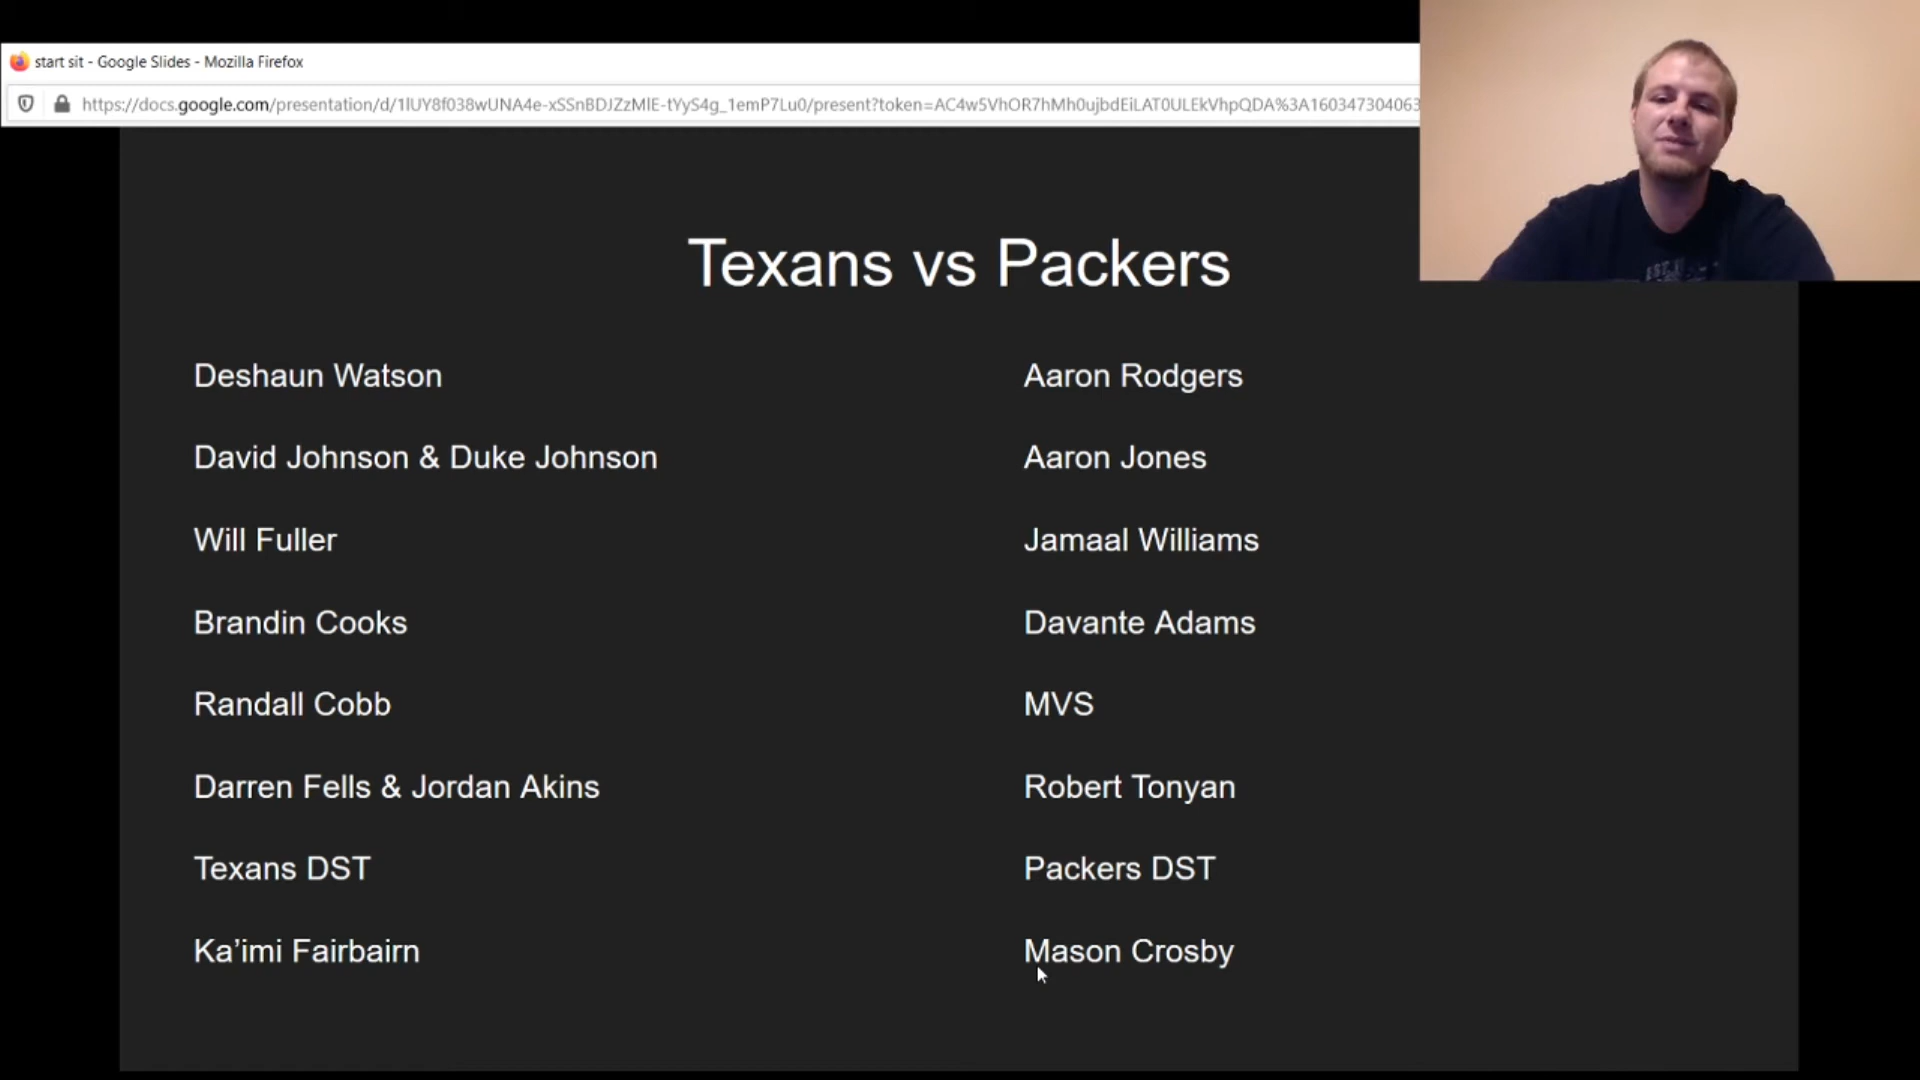 start sit - Google Slides - Mozilla Firefox
https://docs.google.com/presentation/d/1lUY8f038wUNA4e-xSSnBDJZzMlE-tYyS4g_1emP7Lu0/present?token=AC4w5VhOR7hMh0ujbdEiLAT0ULEkVhpQDA%3A160347304063
Texans vs Packers
Deshaun Watson
David Johnson & Duke Johnson
Will Fuller
Brandin Cooks
Randall Cobb
Darren Fells & Jordan Akins
Texans DST
Ka’imi Fairbairn
Aaron Rodgers
Aaron Jones
Jamaal Williams
Davante Adams
MVS
Robert Tonyan
Packers DST
Mason Crosby
EST.